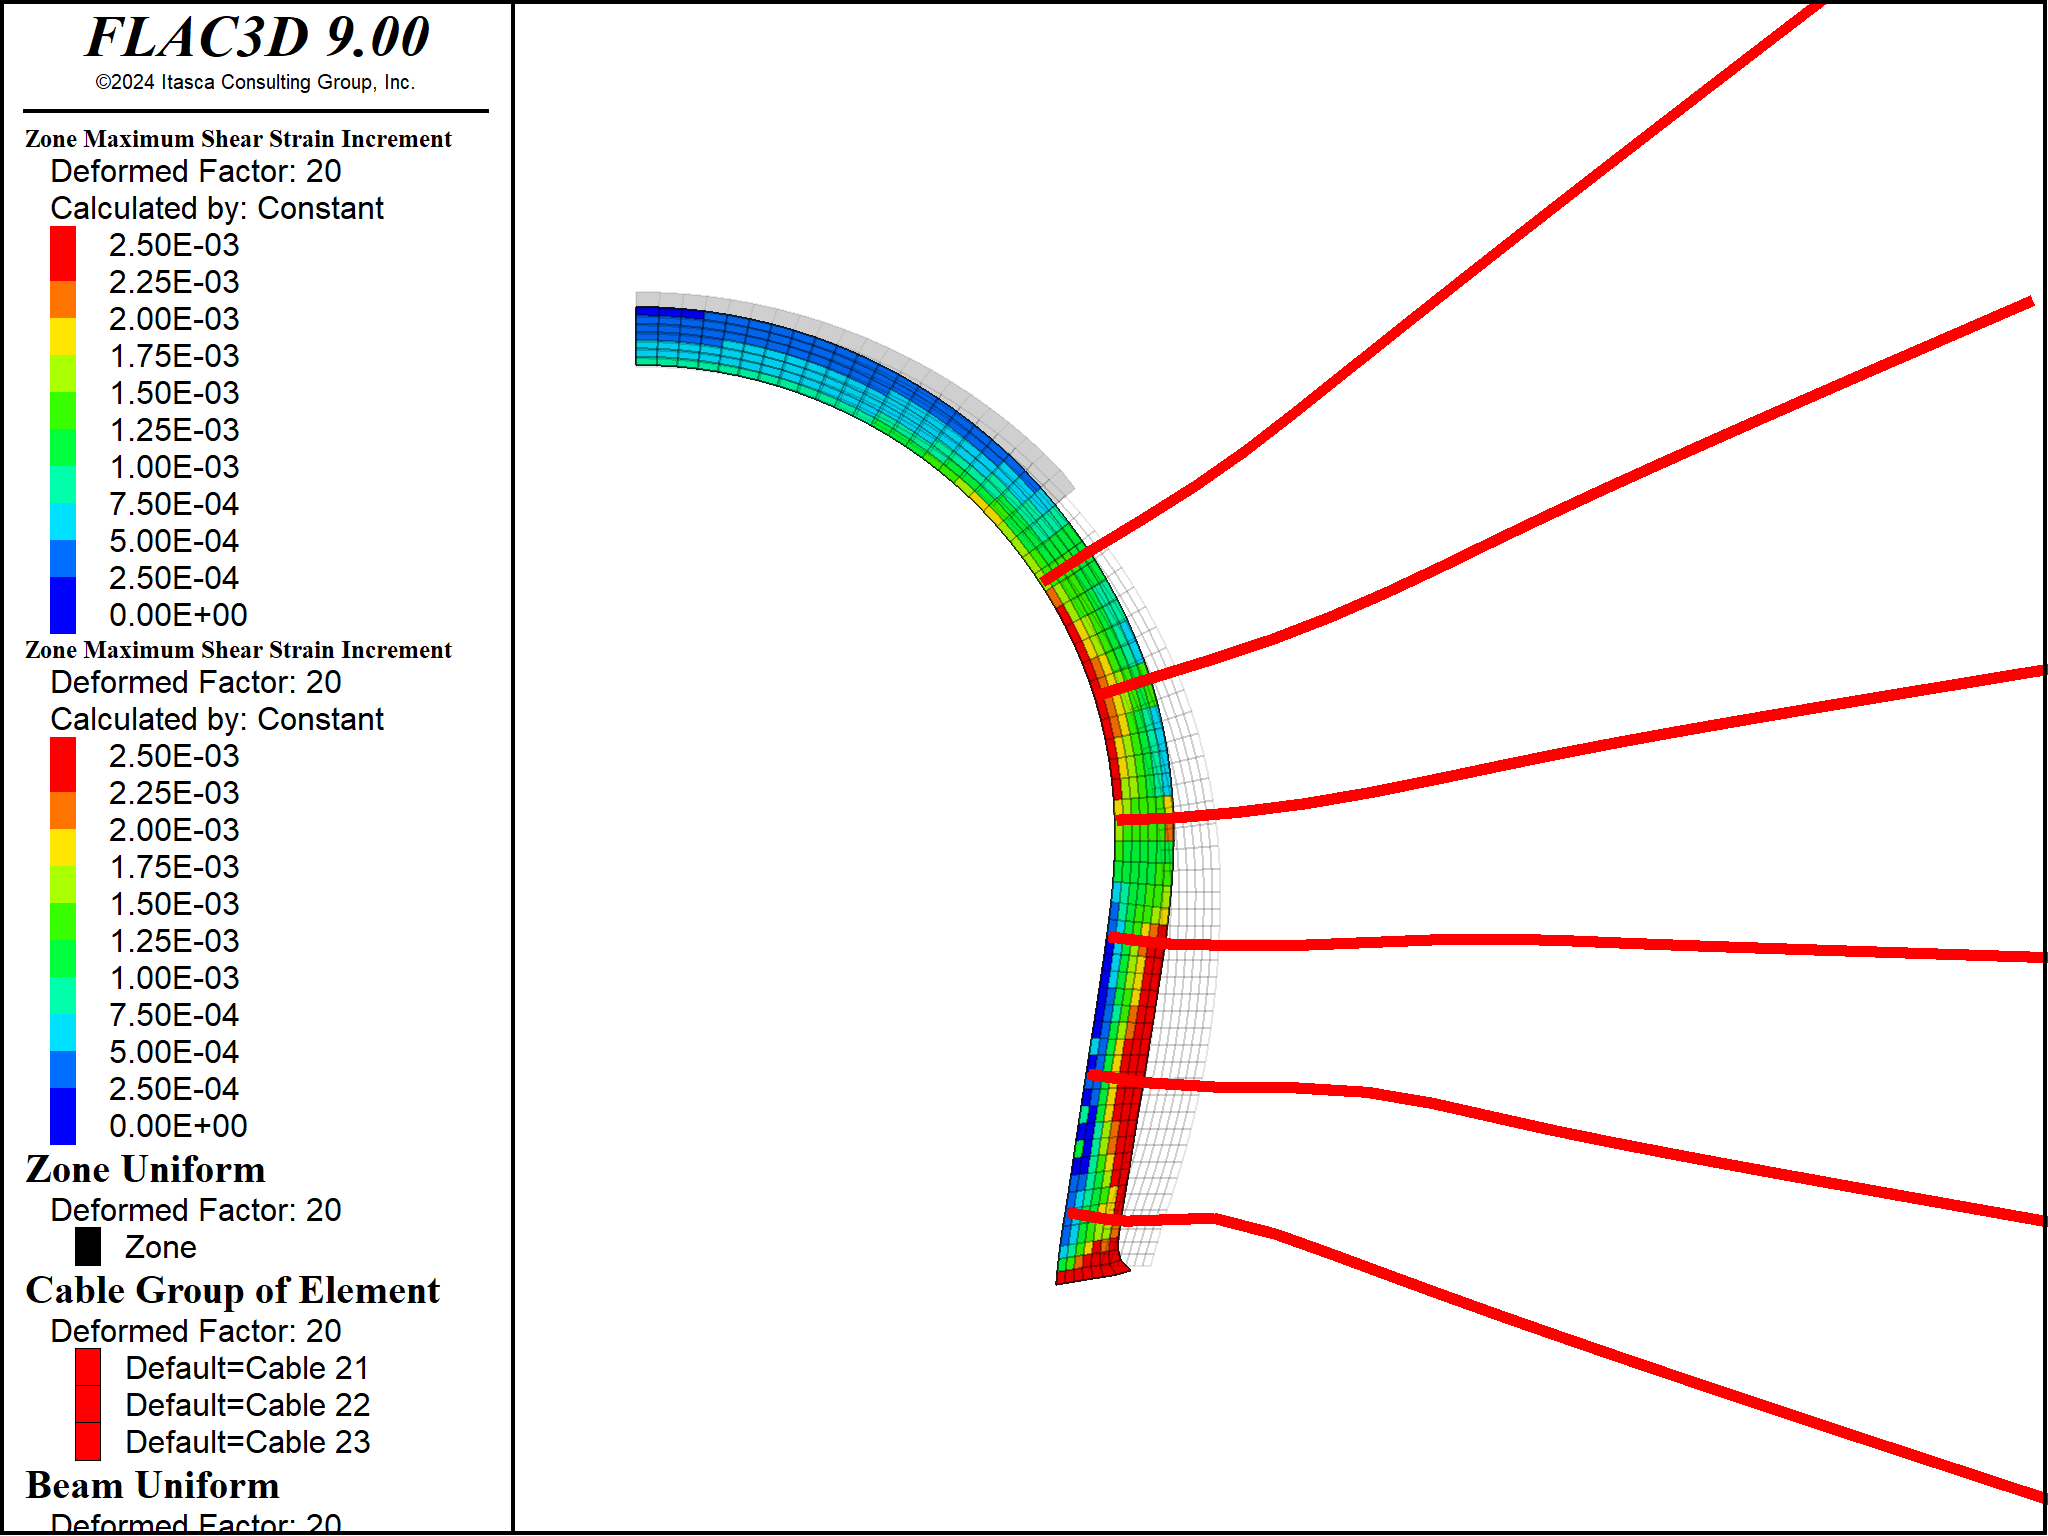 FLAC3D 9.00
©2024 Itasca Consulting Group, Inc.
Zone Maximum Shear Strain Increment
Deformed Factor: 20
Calculated by: Constant
2.50E-03
2.25E-03
2.00E-03
1.75E-03
1.50E-03
1.25E-03
1.00E-03
7.50E-04
5.00E-04
2.50E-04
0.00E+00
Zone Maximum Shear Strain Increment
Deformed Factor: 20
Calculated by: Constant
2.50E-03
2.25E-03
2.00E-03
1.75E-03
1.50E-03
1.25E-03
1.00E-03
7.50E-04
5.00E-04
2.50E-04
0.00E+00
Zone Uniform
Deformed Factor: 20
Zone
Cable Group of Element
Deformed Factor: 20
Default=Cable 21
Default=Cable 22
Default=Cable 23
Beam Uniform
Deformed Factor: 20